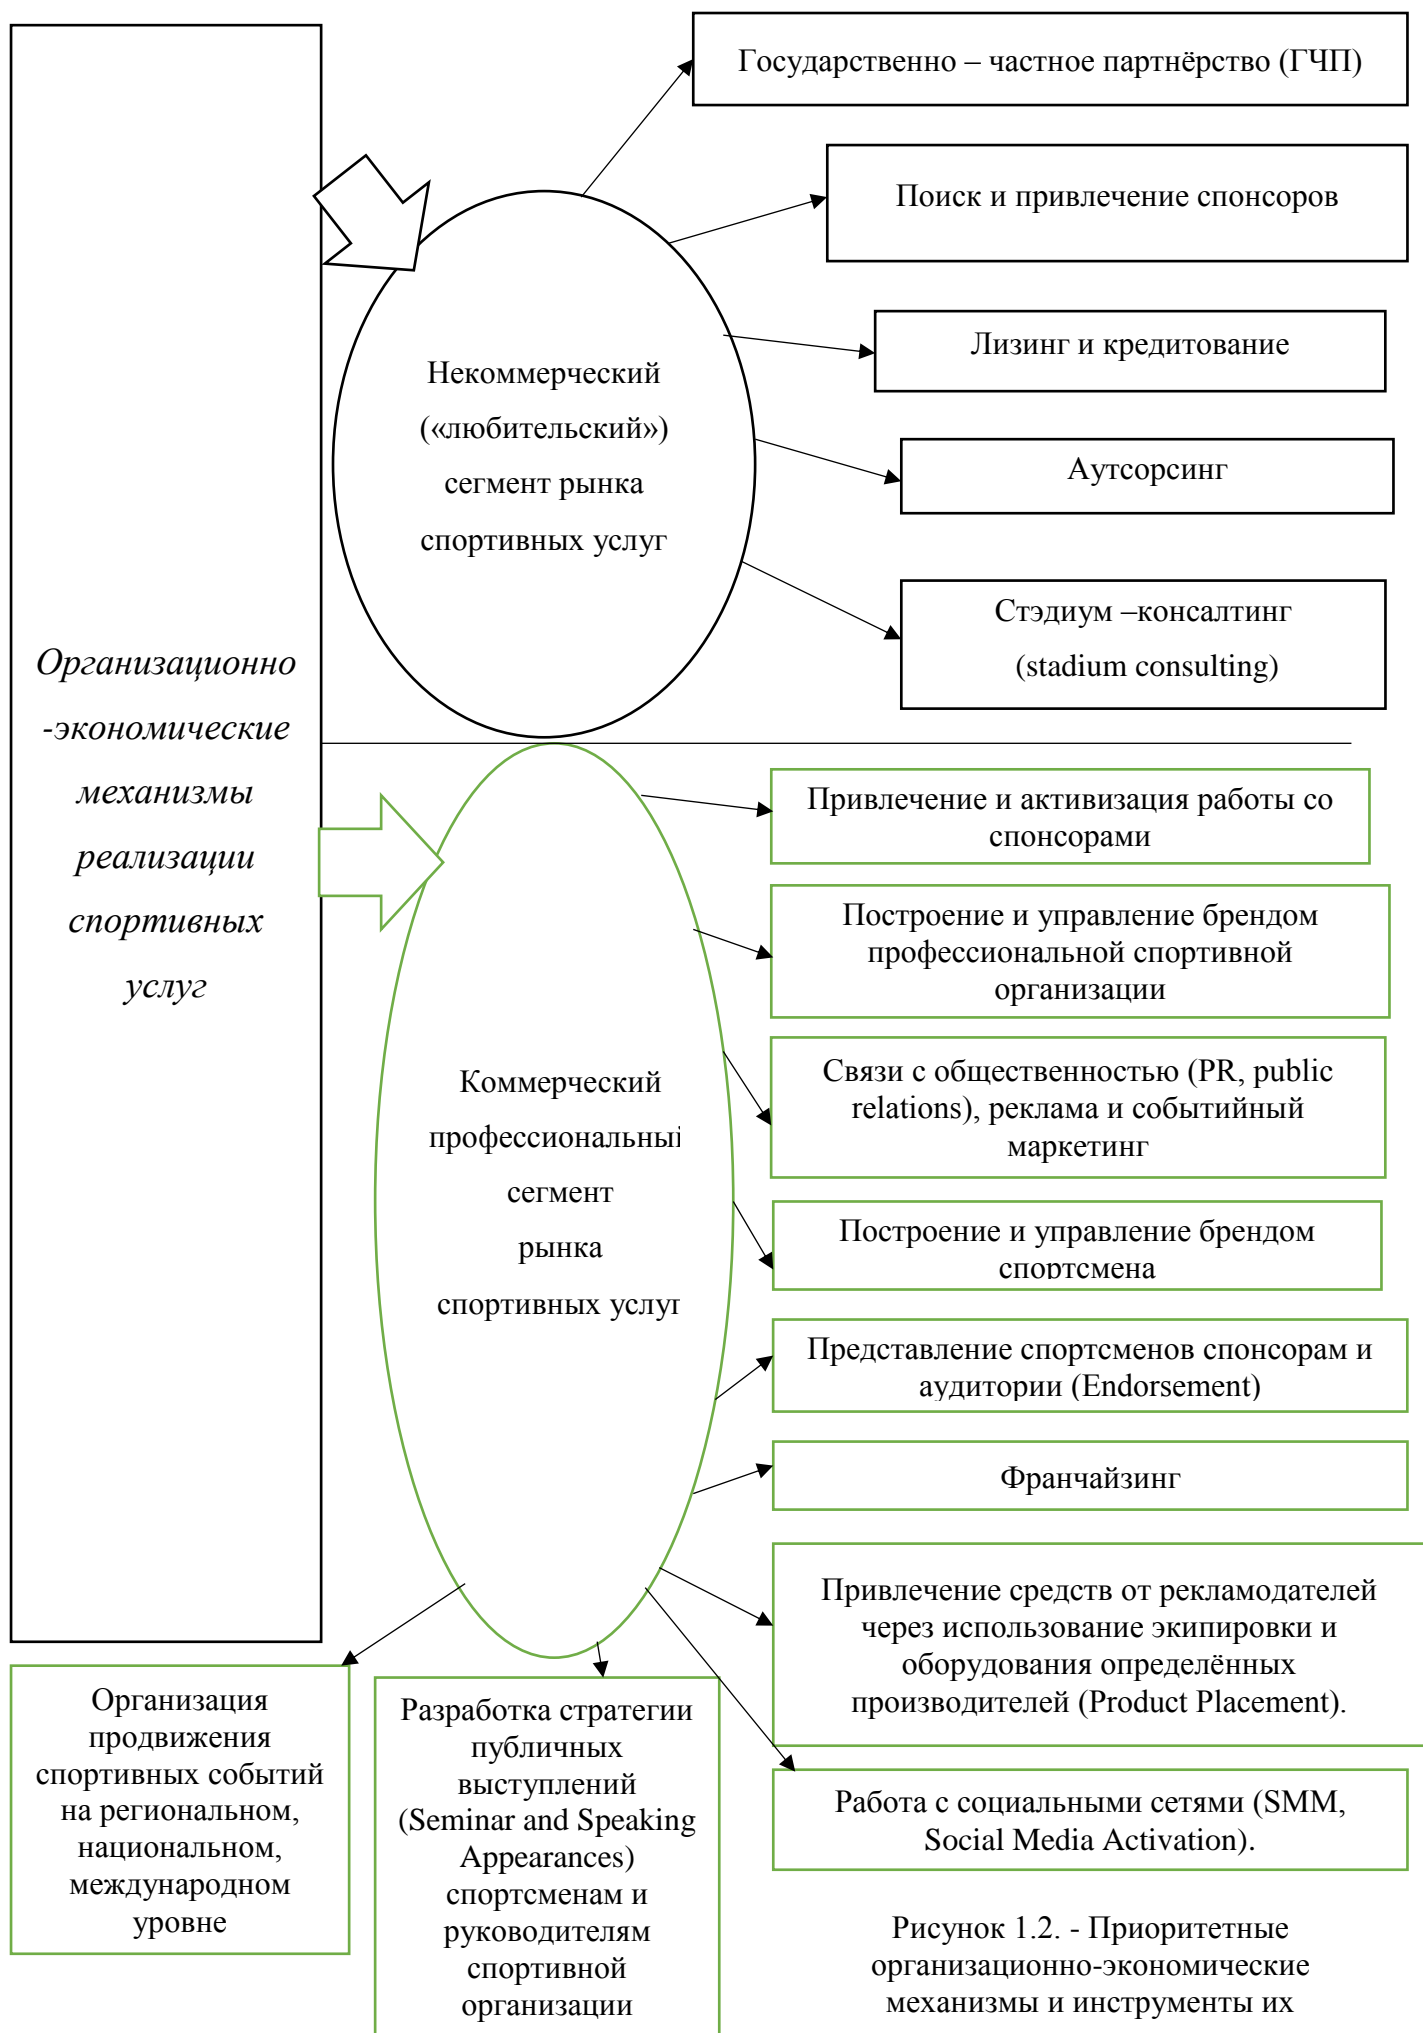 Организационно
-экономические
механизмы
реализации
спортивных
услуг
Некоммерческий
(«любительский»)
сегмент рынка
спортивных услуг
Государственно – частное партнёрство (ГЧП)
Поиск и привлечение спонсоров
Лизинг и кредитование
Аутсорсинг
Стэдиум –консалтинг
(stadium consulting)
Коммерческий
профессиональный
сегмент
рынка
спортивных услуг
Привлечение и активизация работы со
спонсорами
Построение и управление брендом
профессиональной спортивной
организации
Связи с общественностью (PR, public
relations), реклама и событийный
маркетинг
Построение и управление брендом
спортсмена
Представление спортсменов спонсорам и
аудитории (Endorsement)
Франчайзинг
Привлечение средств от рекламодателей
через использование экипировки и
оборудования определённых
производителей (Product Placement).
Работа с социальными сетями (SMM,
Social Media Activation).
Организация
продвижения
спортивных событий
на региональном,
национальном,
международном
уровне
Разработка стратегии
публичных
выступлений
(Seminar and Speaking
Appearances)
спортсменам и
руководителям
спортивной
организации
Рисунок 1.2. - Приоритетные
организационно-экономические
механизмы и инструменты их